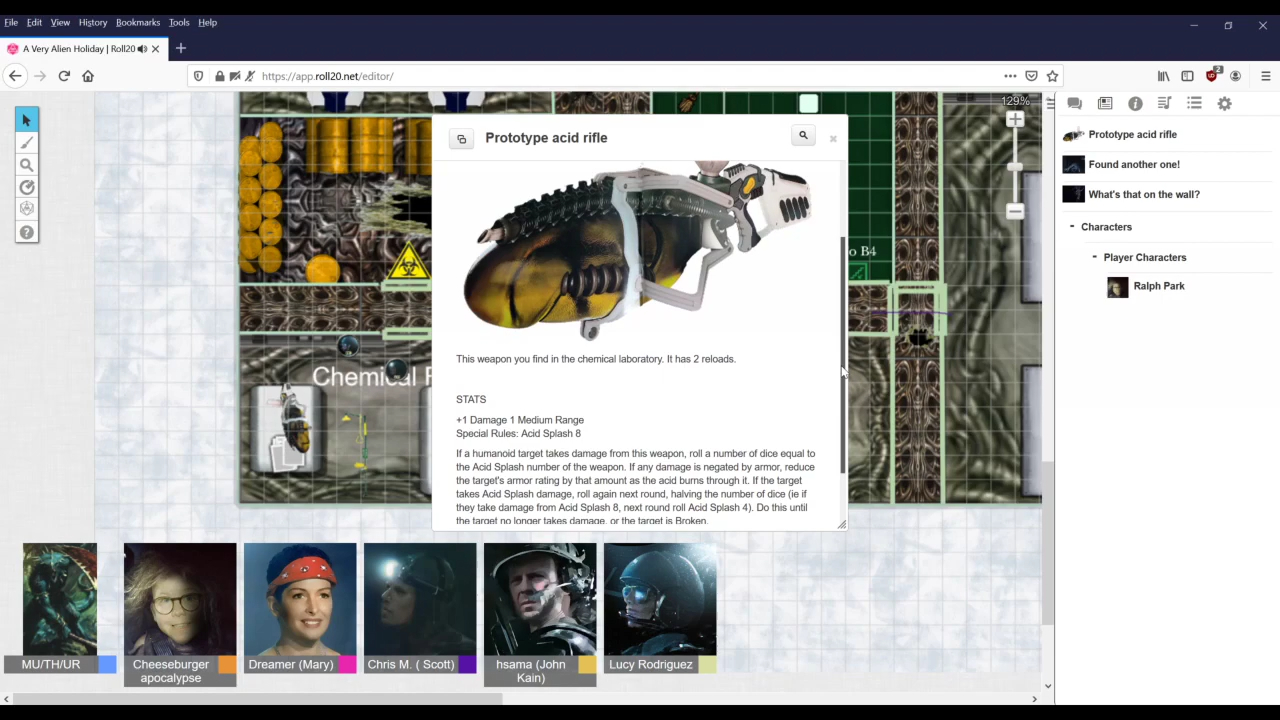 File Edit View History Bookmarks Tools Help
A Very Alien Holiday | Roll20
https://app.roll20.net/editor/
2
129%
Prototype acid rifle
Prototype acid rifle
Found another one!
What's that on the wall?
Characters
Player Characters
Ralph Park
o B4
This weapon you find in the chemical laboratory. It has 2 reloads.
Chemical
STATS
+1 Damage 1 Medium Range
Special Rules: Acid Splash 8
If a humanoid target takes damage from this weapon, roll a number of dice equal to
the Acid Splash number of the weapon. If any damage is negated by armor, reduce
the target's armor rating by that amount as the acid burns through it. If the target
takes Acid Splash damage, roll again next round, halving the number of dice (ie if
they take damage from Acid Splash 8, next round roll Acid Splash 4). Do this until
the target no longer takes damage, or the target is Broken.
MU/TH/UR
Cheeseburger
apocalypse
Dreamer (Mary)
Chris M. ( Scott)
hsama (John
Kain)
Lucy Rodriguez